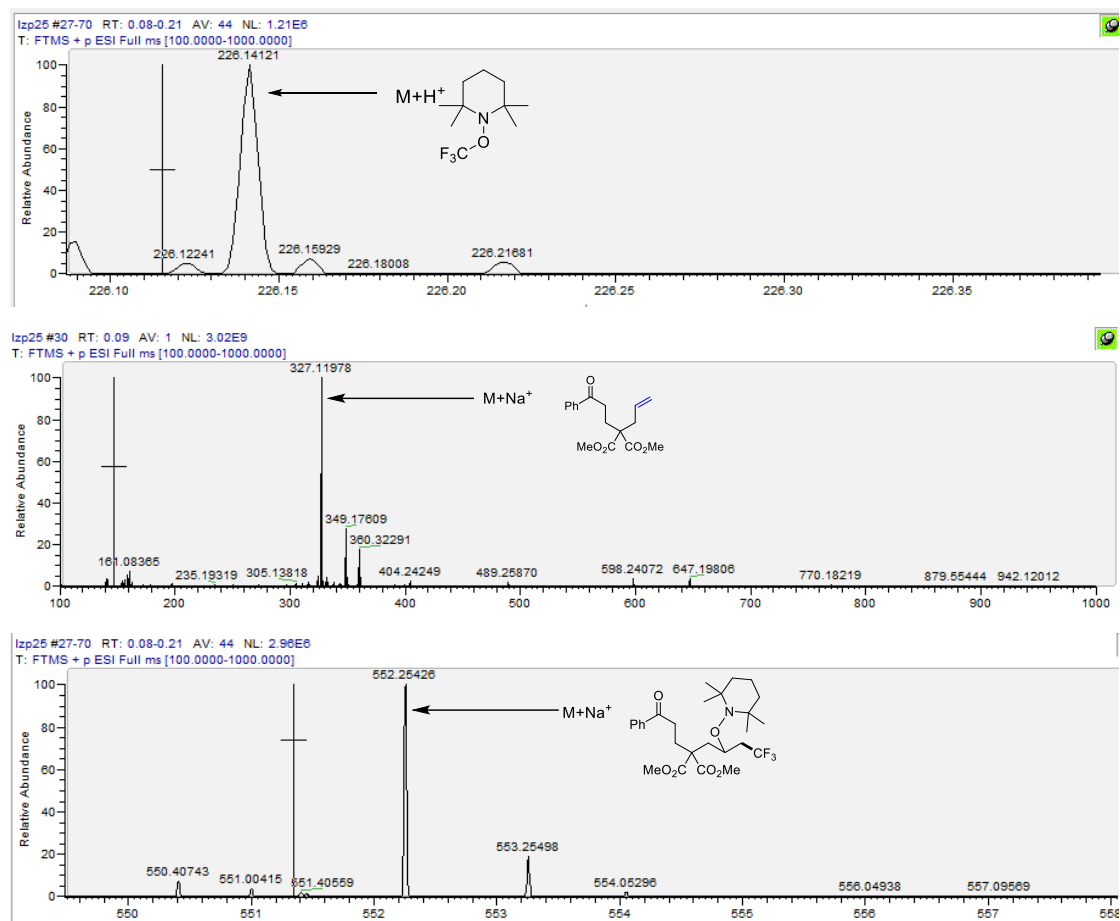 lzp25 #27-70 RT: 0.08-0.21 AV: 44 NL: 1.21E6
T: FTMS + p ESI Full ms [100.0000-1000.0000]
226.14121
100
80
60
40
20
0
Relative Abundance
M+H+
N
O
F3C
226.12241
226.15929
226.18008
226.21681
226.10
226.15
226.20
226.25
226.30
226.35
lzp25 #30 RT: 0.09 AV: 1 NL: 3.02E9
T: FTMS + p ESI Full ms [100.0000-1000.0000]
327.11978
100
80
60
40
20
0
Relative Abundance
M+Na+
O
Ph
MeO2C CO2Me
349.17609
360.32291
161.08365
235.19319
305.13818
404.24249
489.25870
598.24072
647.19806
770.18219
879.55444
942.12012
100
200
300
400
500
600
700
800
900
1000
lzp25 #27-70 RT: 0.08-0.21 AV: 44 NL: 2.96E6
T: FTMS + p ESI Full ms [100.0000-1000.0000]
552.25426
100
80
60
40
20
0
Relative Abundance
M+Na+
O
Ph
N
O
CF3
MeO2C CO2Me
550.40743
551.00415
551.40559
553.25498
554.05296
556.04938
557.09569
550
551
552
553
554
555
556
557